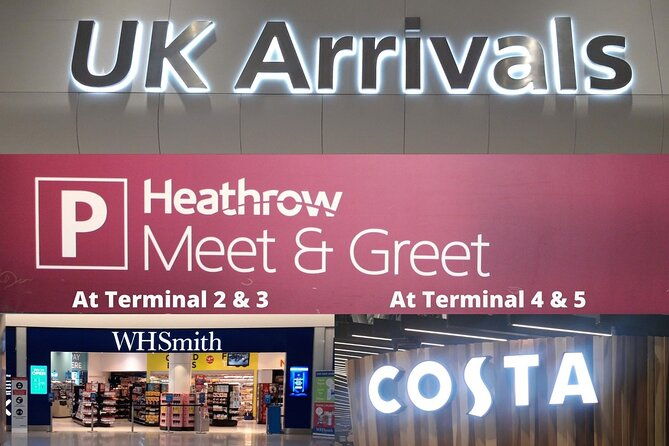 UK Arrivals
P
Heathrow
Meet & Greet
At Terminal 2 & 3
At Terminal 4 & 5
WHSmith
COSTA